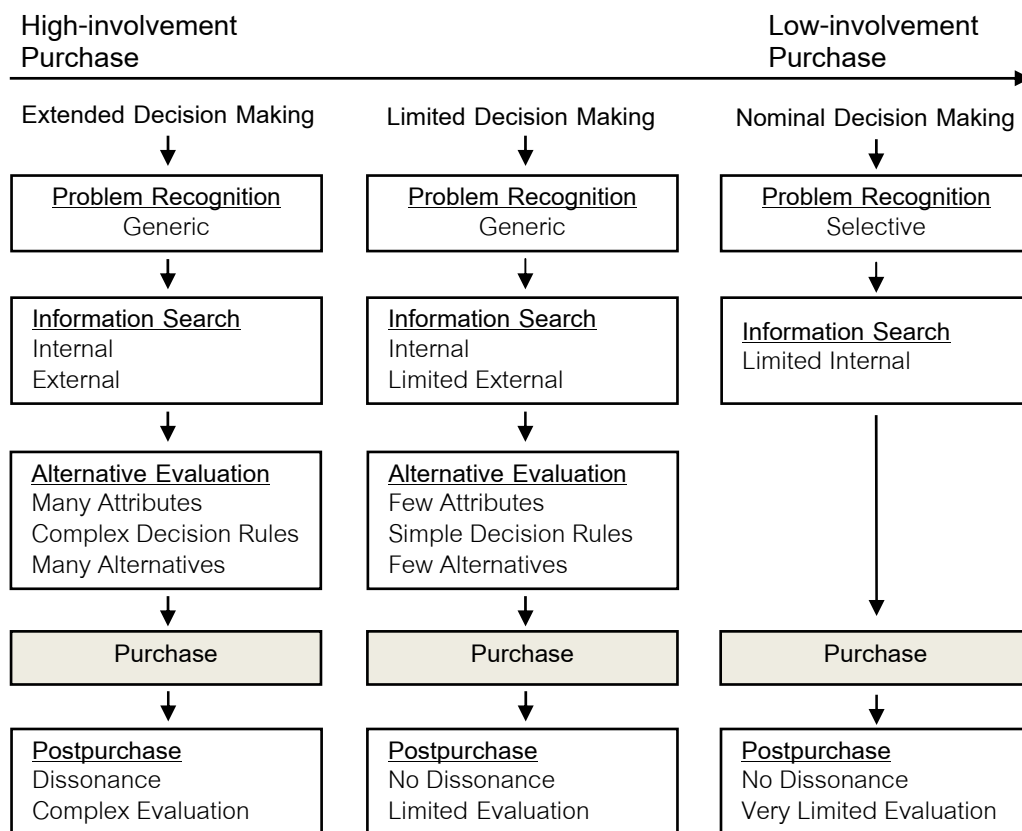 High-involvement
Purchase
Low-involvement
Purchase
Extended Decision Making
Limited Decision Making
Nominal Decision Making
Problem Recognition
Generic
Problem Recognition
Generic
Problem Recognition
Selective
Information Search
Internal
External
Information Search
Internal
Limited External
Information Search
Limited Internal
Alternative Evaluation
Many Attributes
Complex Decision Rules
Many Alternatives
Alternative Evaluation
Few Attributes
Simple Decision Rules
Few Alternatives
Purchase
Purchase
Purchase
Postpurchase
Dissonance
Complex Evaluation
Postpurchase
No Dissonance
Limited Evaluation
Postpurchase
No Dissonance
Very Limited Evaluation